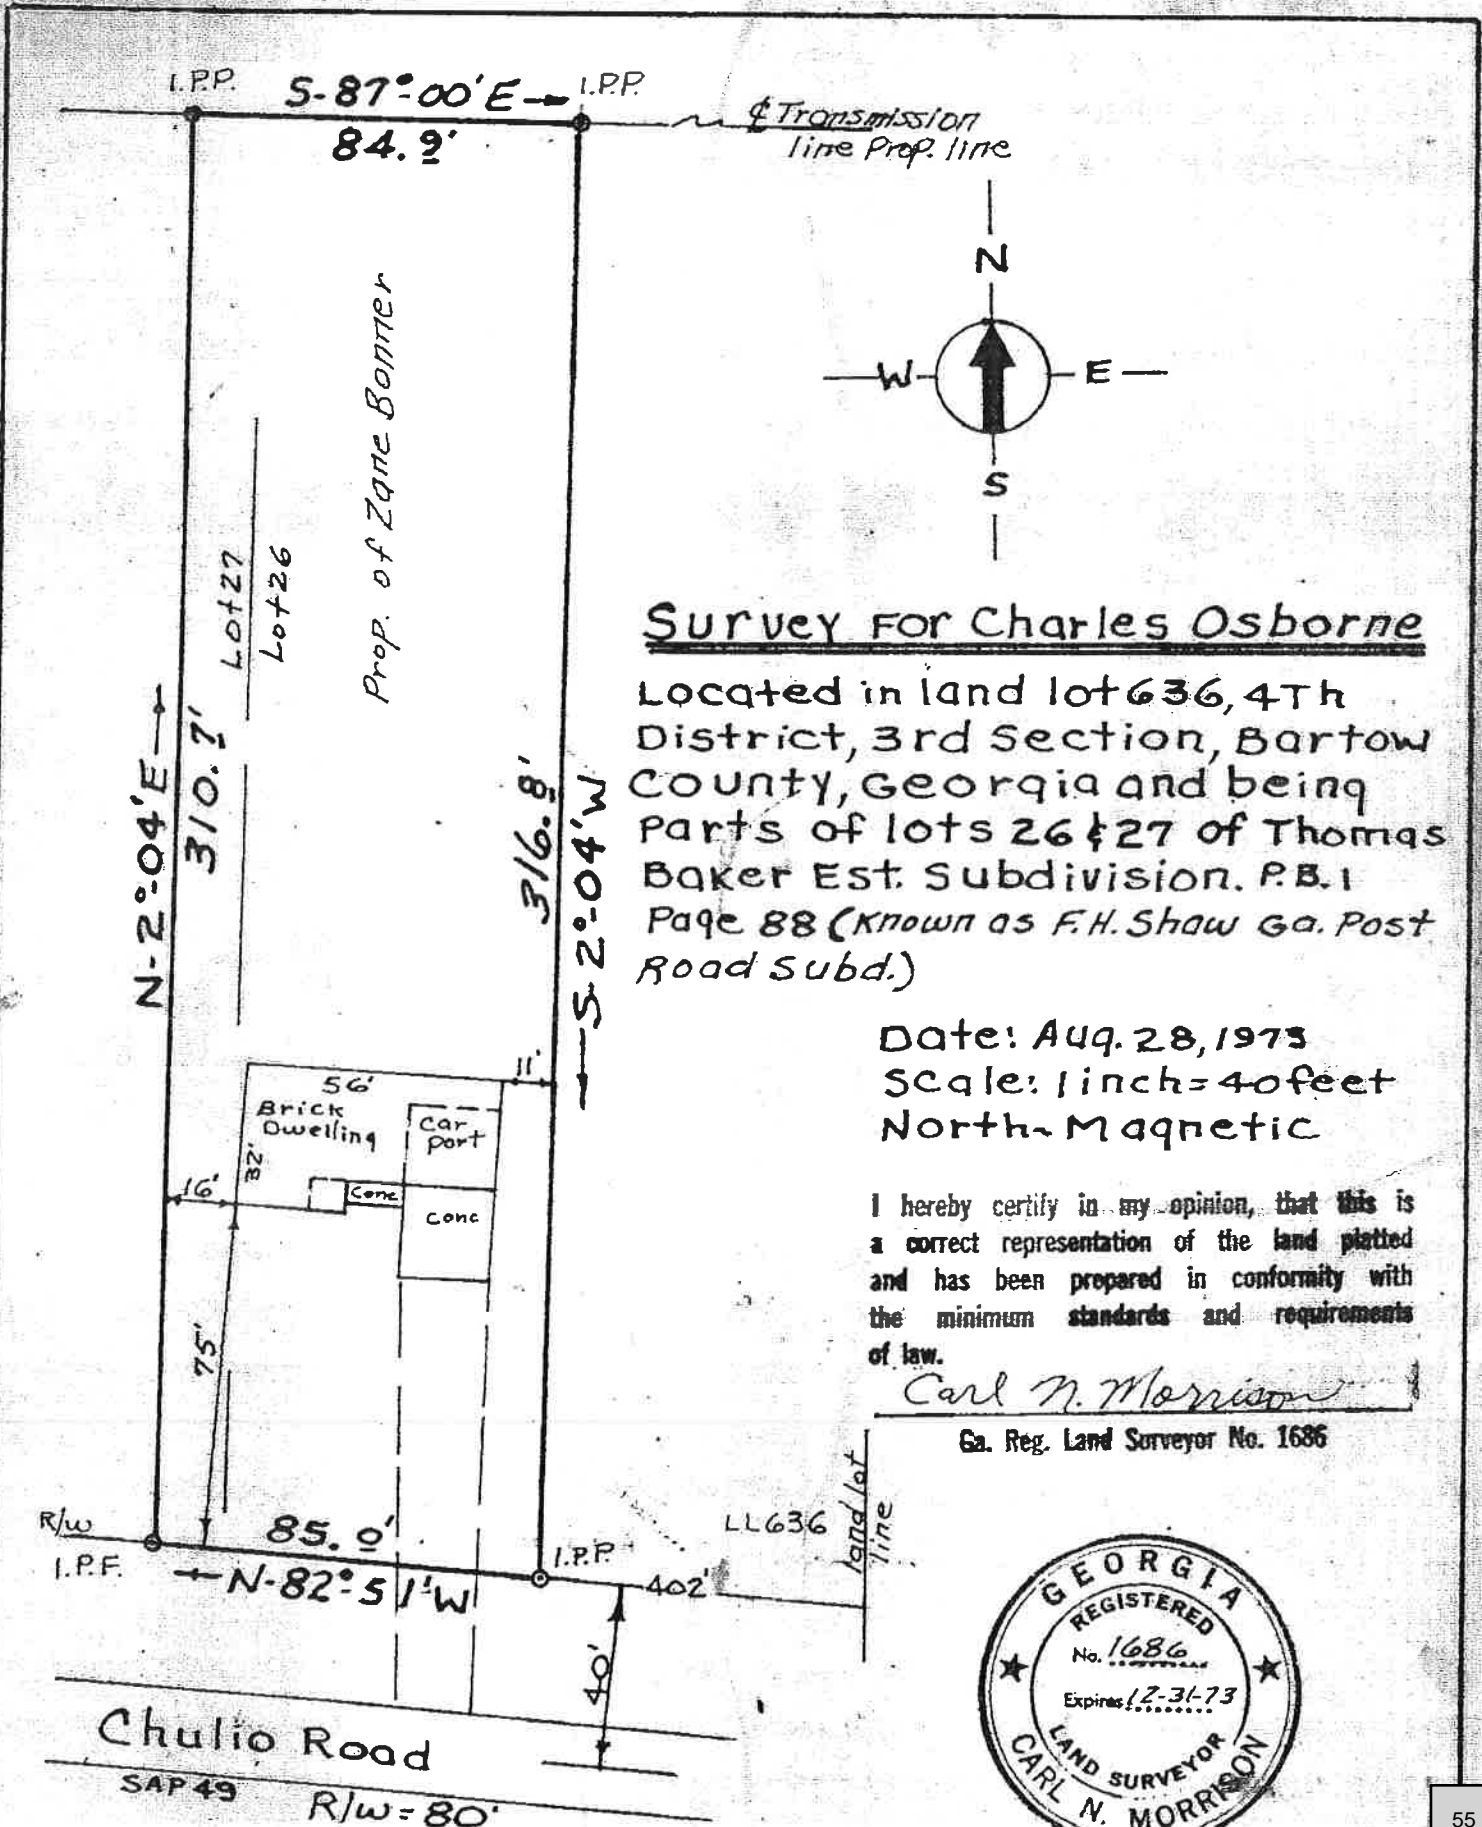 I.P.P.
S-87°-00'E
I.P.P.
84.9'
℄ Transmission
line Prop. line
N
W
E
S
Prop. of Zane Bonner
Lot 27
Lot 26
N-2°-04'E
310.7'
316.8'
S-2°-04'W
Survey For Charles Osborne
Located in land lot 636, 4Th
District, 3rd Section, Bartow
County, Georgia and being
Parts of lots 26 & 27 of Thomas
Baker Est. Subdivision. P.B. 1
Page 88 (Known as F.H. Shaw Ga. Post
Road Subd.)
Date: Aug. 28, 1973
Scale: 1 inch = 40 feet
North-Magnetic
56'
11'
Brick
Dwelling
Car
port
32'
16'
Conc
Conc
75'
I hereby certify in my opinion, that this is
a correct representation of the land platted
and has been prepared in conformity with
the minimum standards and requirements
of law.
Carl N. Morrison
Ga. Reg. Land Surveyor No. 1686
R/W
I.P.F.
85.0'
N-82°-51'W
I.P.P.
402'
LL636
land lot
line
40'
Chulio Road
SAP 49
R/W = 80'
GEORGIA
REGISTERED
No. 1686
Expires 12-31-73
LAND SURVEYOR
CARL N. MORRISON
55